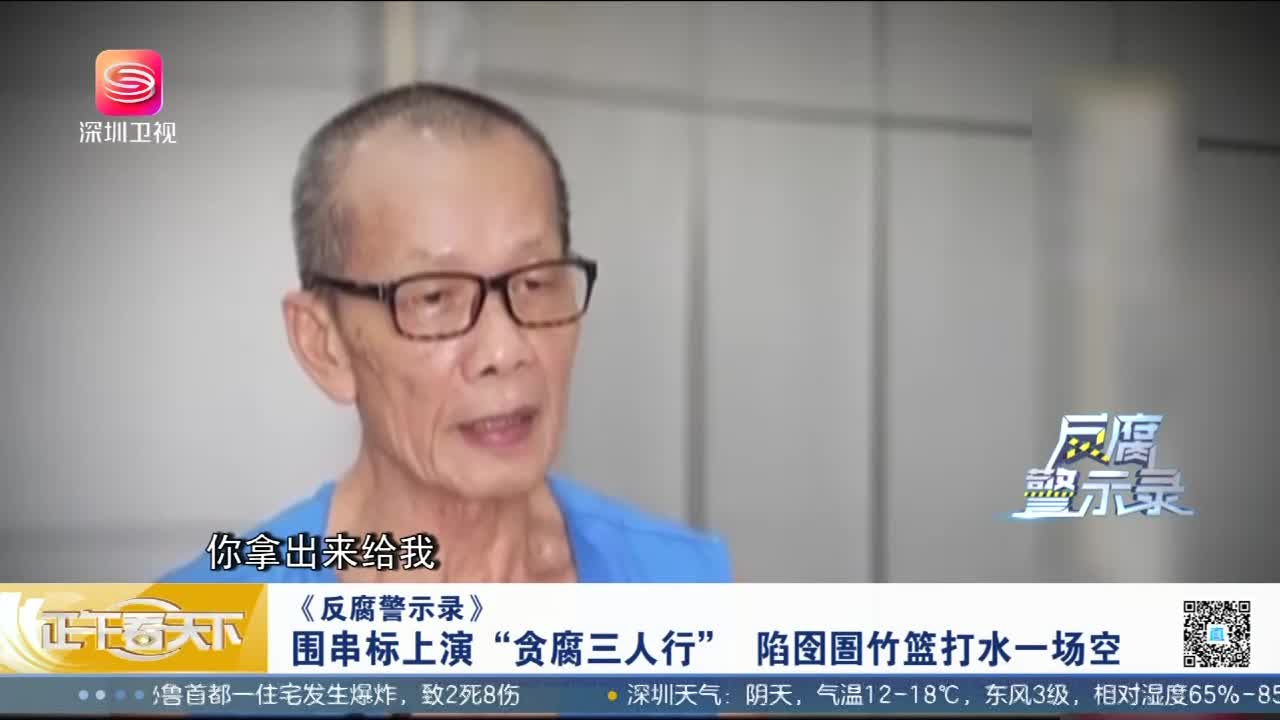 深圳卫视
反腐
警示录
你拿出来给我
正午看天下
《反腐警示录》
围串标上演“贪腐三人行” 陷囹圄竹篮打水一场空
鲁首都一住宅发生爆炸，致2死8伤
深圳天气：阴天，气温12-18℃，东风3级，相对湿度65%-85